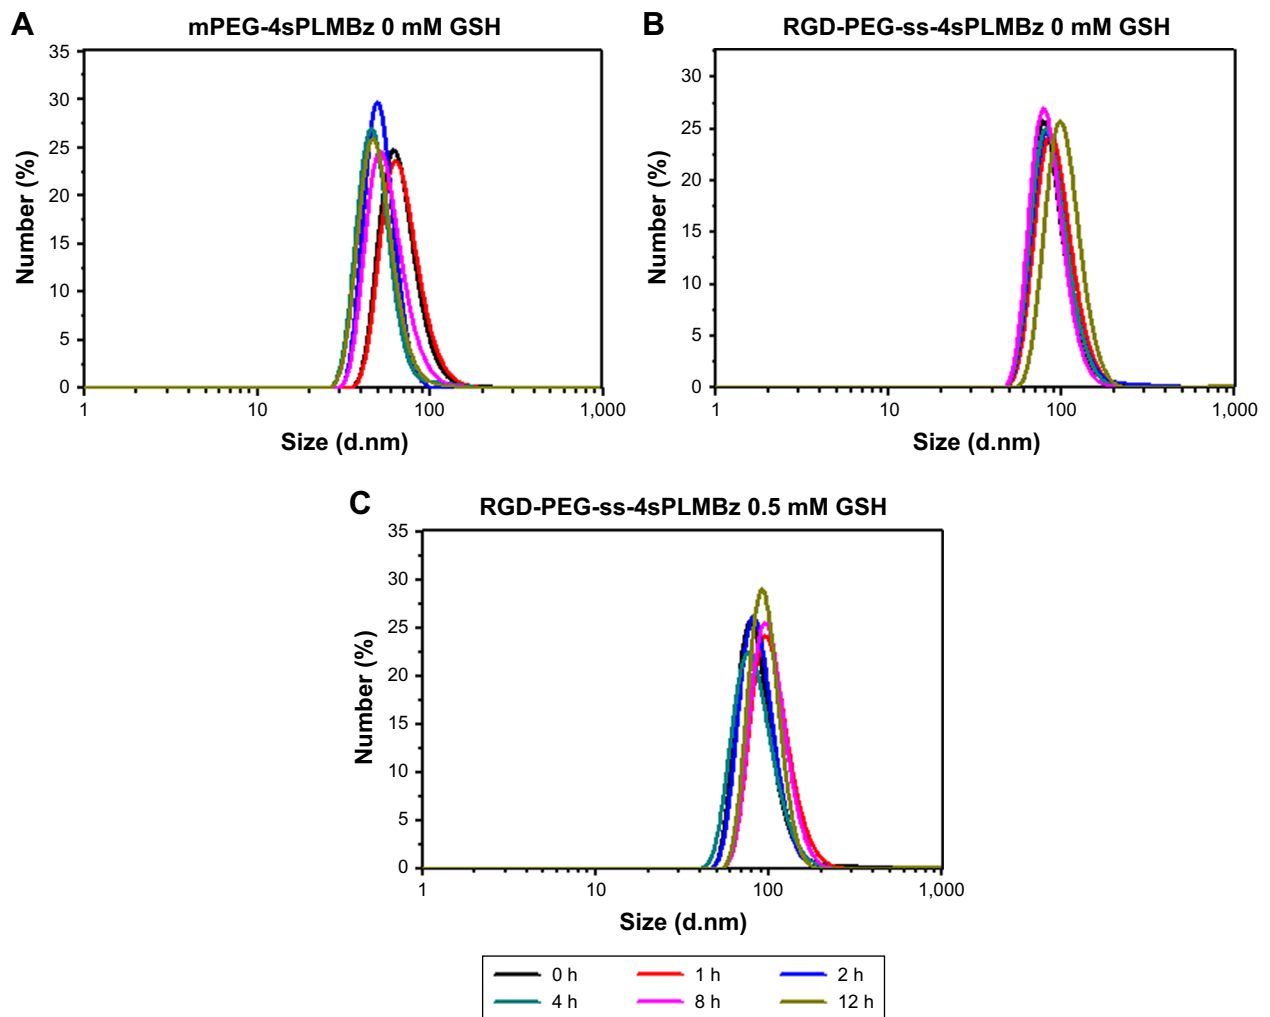 A
mPEG-4sPLMBz 0 mM GSH
35
30
25
20
15
10
5
0
Number (%)
1
10
100
1,000
Size (d.nm)
B
RGD-PEG-ss-4sPLMBz 0 mM GSH
30
25
20
15
10
5
0
Number (%)
1
10
100
1,000
Size (d.nm)
C
RGD-PEG-ss-4sPLMBz 0.5 mM GSH
35
30
25
20
15
10
5
0
Number (%)
1
10
100
1,000
Size (d.nm)
0 h 1 h 2 h
4 h 8 h 12 h